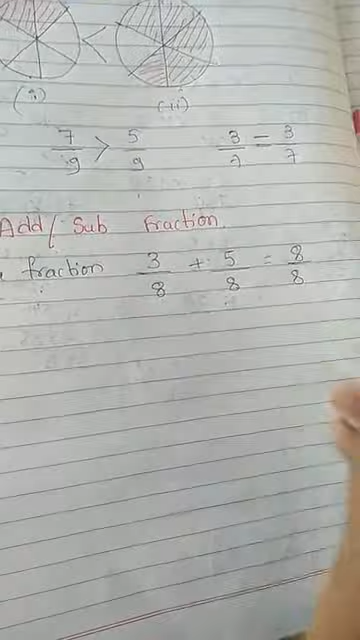 <
(i) (ii)
7/9 > 5/9 3/7 = 3/7
Add/Sub Fraction.
fraction 3/8 + 5/8 = 8/8